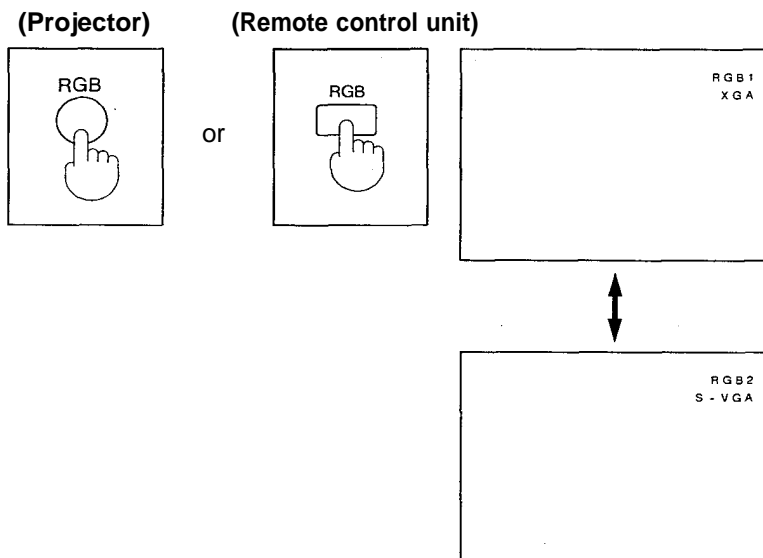 (Projector)
(Remote control unit)
RGB
or
RGB
RGB1
XGA
RGB2
S-VGA